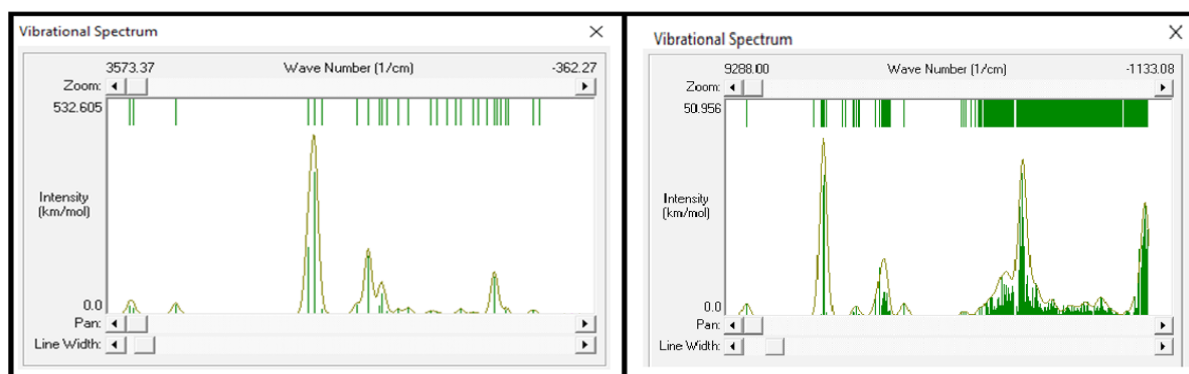 Vibrational Spectrum
3573.37 Wave Number (1/cm) -362.27
Zoom:
532.605
Intensity
(km/mol)
0.0
Pan:
Line Width:
Vibrational Spectrum
9288.00 Wave Number (1/cm) -1133.08
Zoom:
50.956
Intensity
(km/mol)
0.0
Pan:
Line Width: